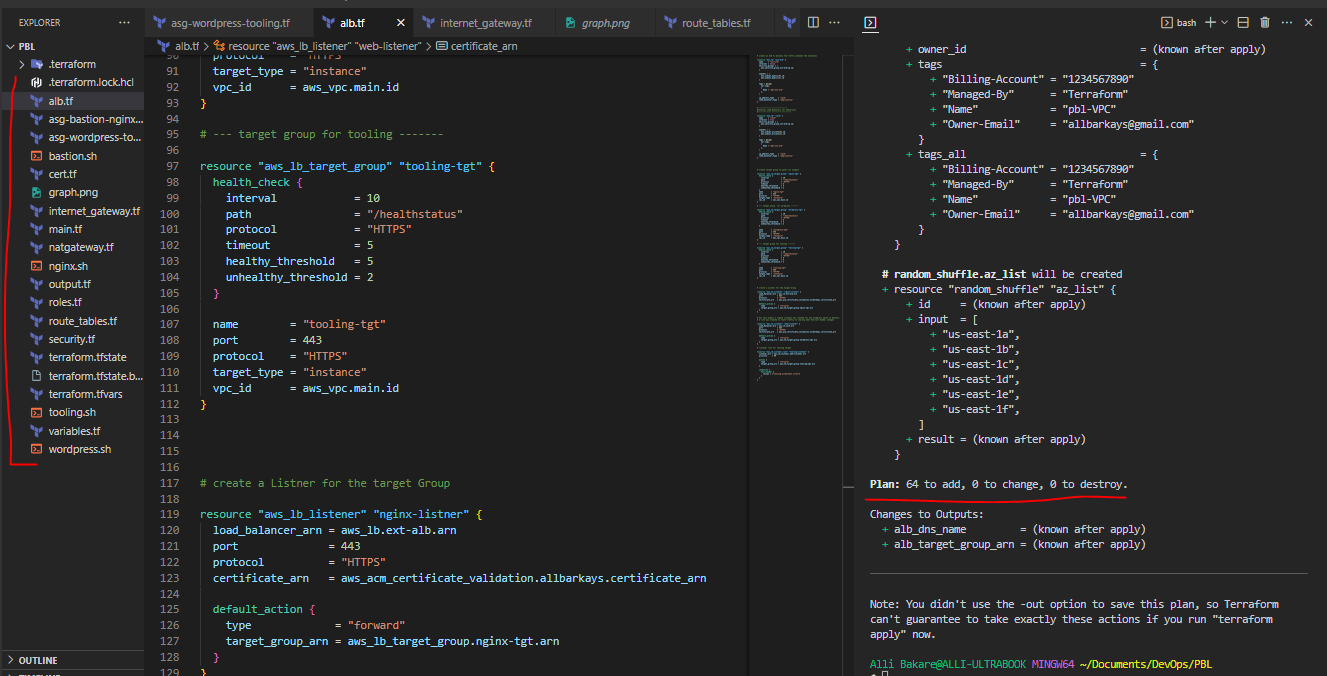 EXPLORER
PBL
.terraform
.terraform.lock.hcl
alb.tf
asg-bastion-nginx...
asg-wordpress-to...
bastion.sh
cert.tf
graph.png
internet_gateway.tf
main.tf
natgateway.tf
nginx.sh
output.tf
roles.tf
route_tables.tf
security.tf
terraform.tfstate
terraform.tfstate.b...
terraform.tfvars
tooling.sh
variables.tf
wordpress.sh
OUTLINE
asg-wordpress-tooling.tf
alb.tf
internet_gateway.tf
graph.png
route_tables.tf
alb.tf > resource "aws_lb_listener" "web-listener" > certificate_arn
90 protocol = "HTTPS"
91 target_type = "instance"
92 vpc_id = aws_vpc.main.id
93 }
94
95 # --- target group for tooling -------
96
97 resource "aws_lb_target_group" "tooling-tgt" {
98 health_check {
99 interval = 10
100 path = "/healthstatus"
101 protocol = "HTTPS"
102 timeout = 5
103 healthy_threshold = 5
104 unhealthy_threshold = 2
105 }
106
107 name = "tooling-tgt"
108 port = 443
109 protocol = "HTTPS"
110 target_type = "instance"
111 vpc_id = aws_vpc.main.id
112 }
113
114
115
116
117 # create a Listner for the target Group
118
119 resource "aws_lb_listener" "nginx-listner" {
120 load_balancer_arn = aws_lb.ext-alb.arn
121 port = 443
122 protocol = "HTTPS"
123 certificate_arn = aws_acm_certificate_validation.allbarkays.certificate_arn
124
125 default_action {
126 type = "forward"
127 target_group_arn = aws_lb_target_group.nginx-tgt.arn
128 }
129 }
bash
+ owner_id = (known after apply)
+ tags = {
+ "Billing-Account" = "1234567890"
+ "Managed-By" = "Terraform"
+ "Name" = "pbl-VPC"
+ "Owner-Email" = "allbarkays@gmail.com"
}
+ tags_all = {
+ "Billing-Account" = "1234567890"
+ "Managed-By" = "Terraform"
+ "Name" = "pbl-VPC"
+ "Owner-Email" = "allbarkays@gmail.com"
}
}
# random_shuffle.az_list will be created
+ resource "random_shuffle" "az_list" {
+ id = (known after apply)
+ input = [
+ "us-east-1a",
+ "us-east-1b",
+ "us-east-1c",
+ "us-east-1d",
+ "us-east-1e",
+ "us-east-1f",
]
+ result = (known after apply)
}
Plan: 64 to add, 0 to change, 0 to destroy.
Changes to Outputs:
+ alb_dns_name = (known after apply)
+ alb_target_group_arn = (known after apply)
Note: You didn't use the -out option to save this plan, so Terraform
can't guarantee to take exactly these actions if you run "terraform
apply" now.
Alli Bakare@ALLI-ULTRABOOK MINGW64 ~/Documents/DevOps/PBL